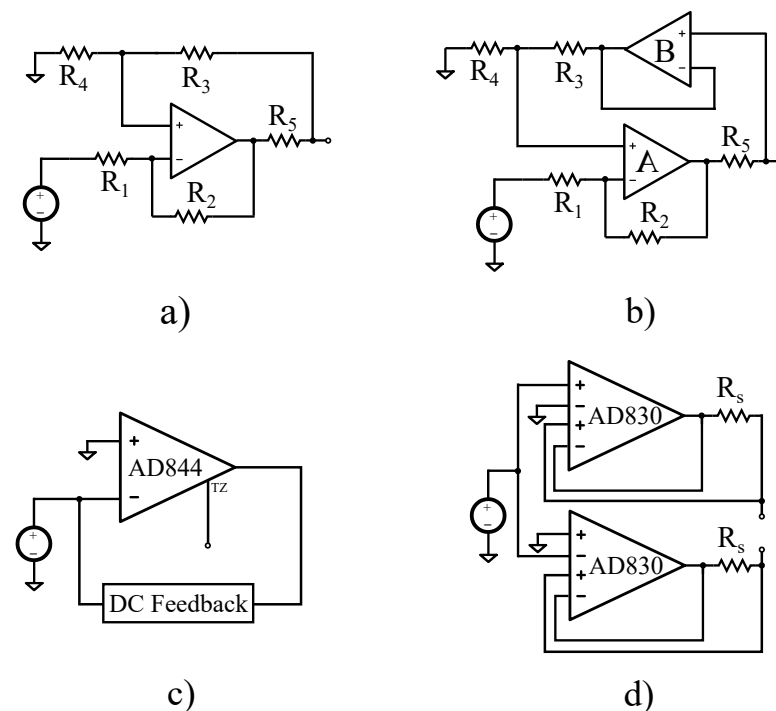 R4 R3
+
−
R5
R1
R2
+
−
a)
R4 R3
B
+
−
A
+
−
R5
R1
R2
+
−
b)
+
−
AD844
TZ
+
−
DC Feedback
c)
+
−
+
−
AD830
Rs
+
−
+
−
+
−
AD830
Rs
d)